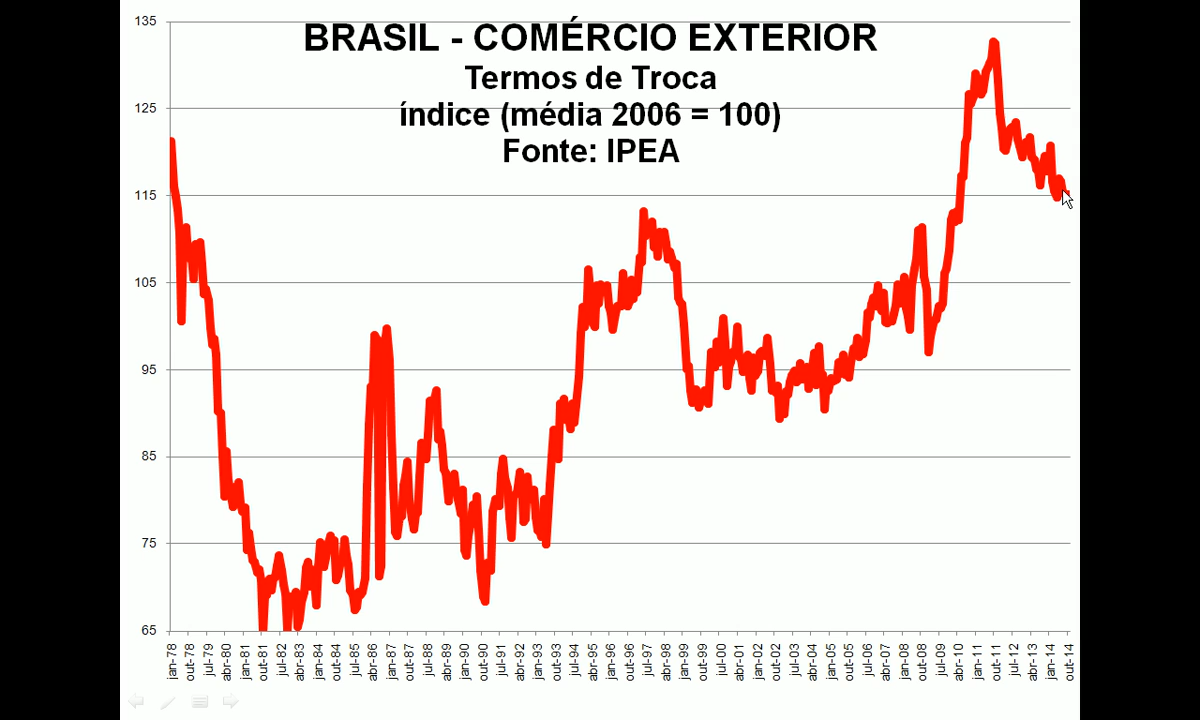 BRASIL - COMÉRCIO EXTERIOR
Termos de Troca
índice (média 2006 = 100)
Fonte: IPEA
135
125
115
105
95
85
75
65
jan-78
out-78
jul-79
abr-80
jan-81
out-81
jul-82
abr-83
jan-84
out-84
jul-85
abr-86
jan-87
out-87
jul-88
abr-89
jan-90
out-90
jul-91
abr-92
jan-93
out-93
jul-94
abr-95
jan-96
out-96
jul-97
abr-98
jan-99
out-99
jul-00
abr-01
jan-02
out-02
jul-03
abr-04
jan-05
out-05
jul-06
abr-07
jan-08
out-08
jul-09
abr-10
jan-11
out-11
jul-12
abr-13
jan-14
out-14